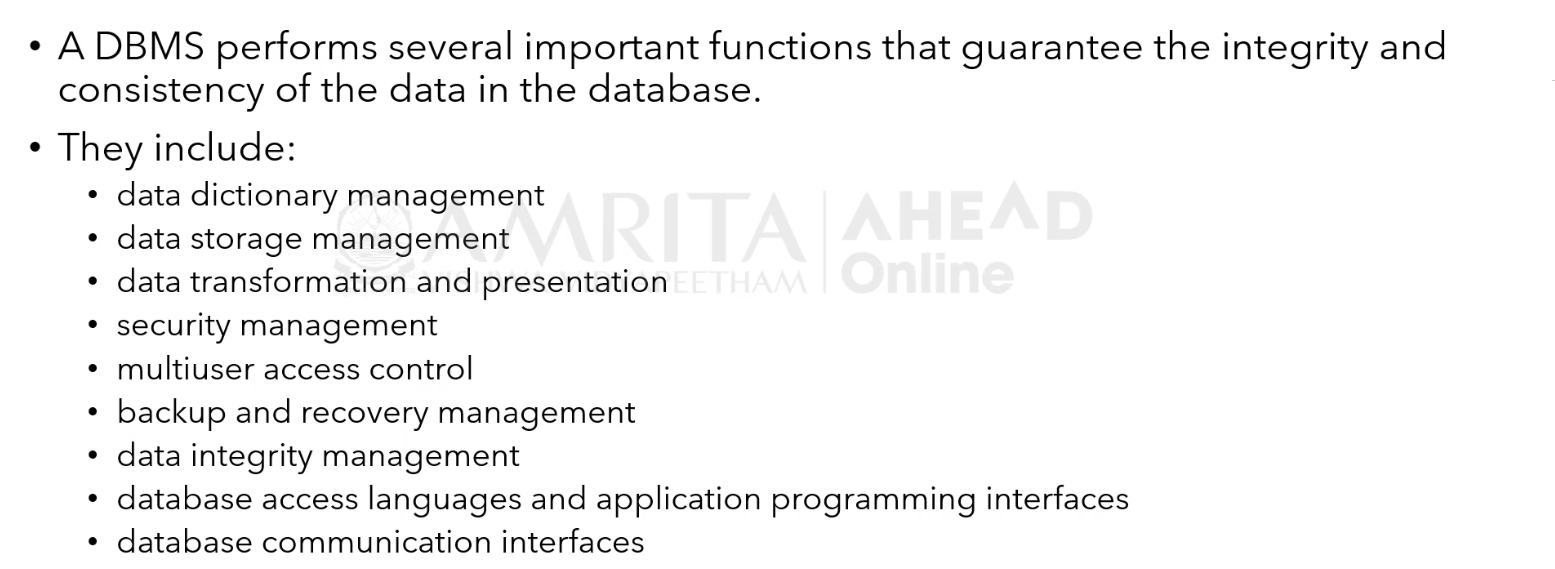 • A DBMS performs several important functions that guarantee the integrity and
consistency of the data in the database.
• They include:
• data dictionary management
• data storage management
• data transformation and presentation
• security management
• multiuser access control
• backup and recovery management
• data integrity management
• database access languages and application programming interfaces
• database communication interfaces
AMRITA AHEAD
Online